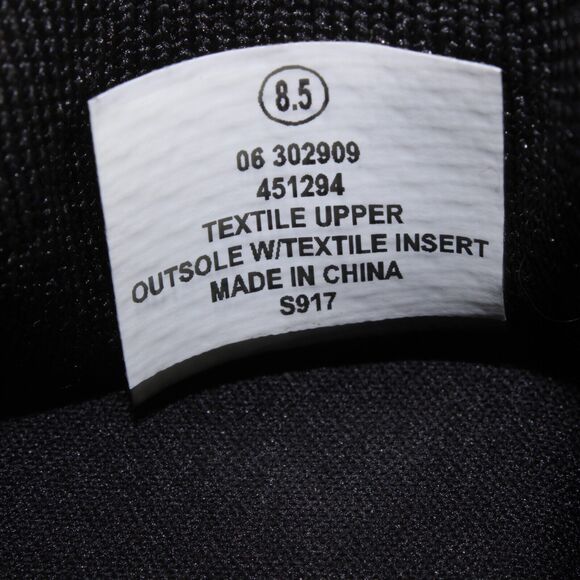 8.5
06 302909
451294
TEXTILE UPPER
OUTSOLE W/TEXTILE INSERT
MADE IN CHINA
S917